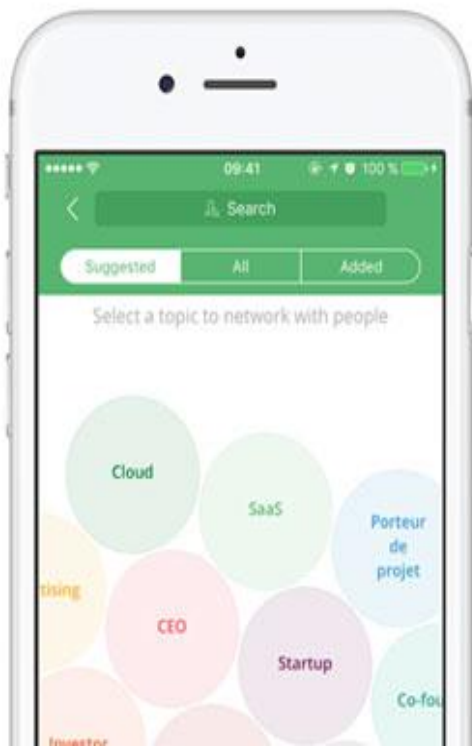 09:41 100 %
Search
Suggested All Added
Select a topic to network with people
Cloud
SaaS
Porteur
de
projet
tising
CEO
Startup
Co-fou
Investor